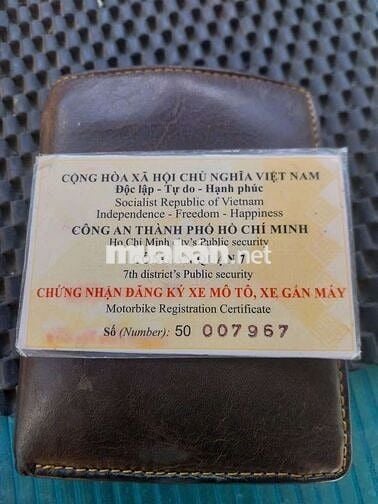 CỘNG HÒA XÃ HỘI CHỦ NGHĨA VIỆT NAM
Độc lập - Tự do - Hạnh phúc
Socialist Republic of Vietnam
Independence - Freedom - Happiness
CÔNG AN THÀNH PHỐ HỒ CHÍ MINH
Ho Chi Minh City's Public security
7th district's Public security
CHỨNG NHẬN ĐĂNG KÝ XE MÔ TÔ, XE GẮN MÁY
Motorbike Registration Certificate
Số (Number): 50 007967